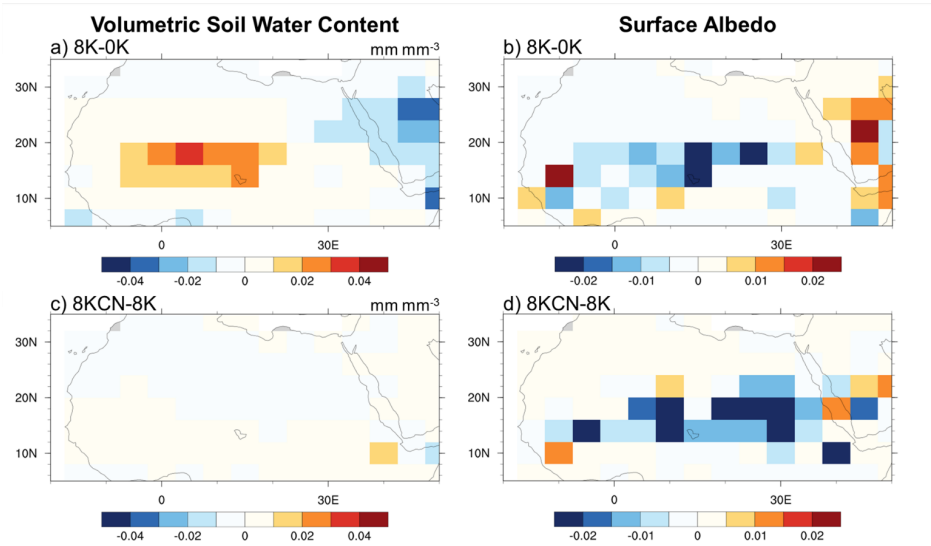 Volumetric Soil Water Content
Surface Albedo
a) 8K-0K
mm mm-3
b) 8K-0K
30N
20N
10N
0
30E
30N
20N
10N
0
30E
-0.04
-0.02
0
0.02
0.04
-0.02
-0.01
0
0.01
0.02
c) 8KCN-8K
mm mm-3
d) 8KCN-8K
30N
20N
10N
0
30E
30N
20N
10N
0
30E
-0.04
-0.02
0
0.02
0.04
-0.02
-0.01
0
0.01
0.02